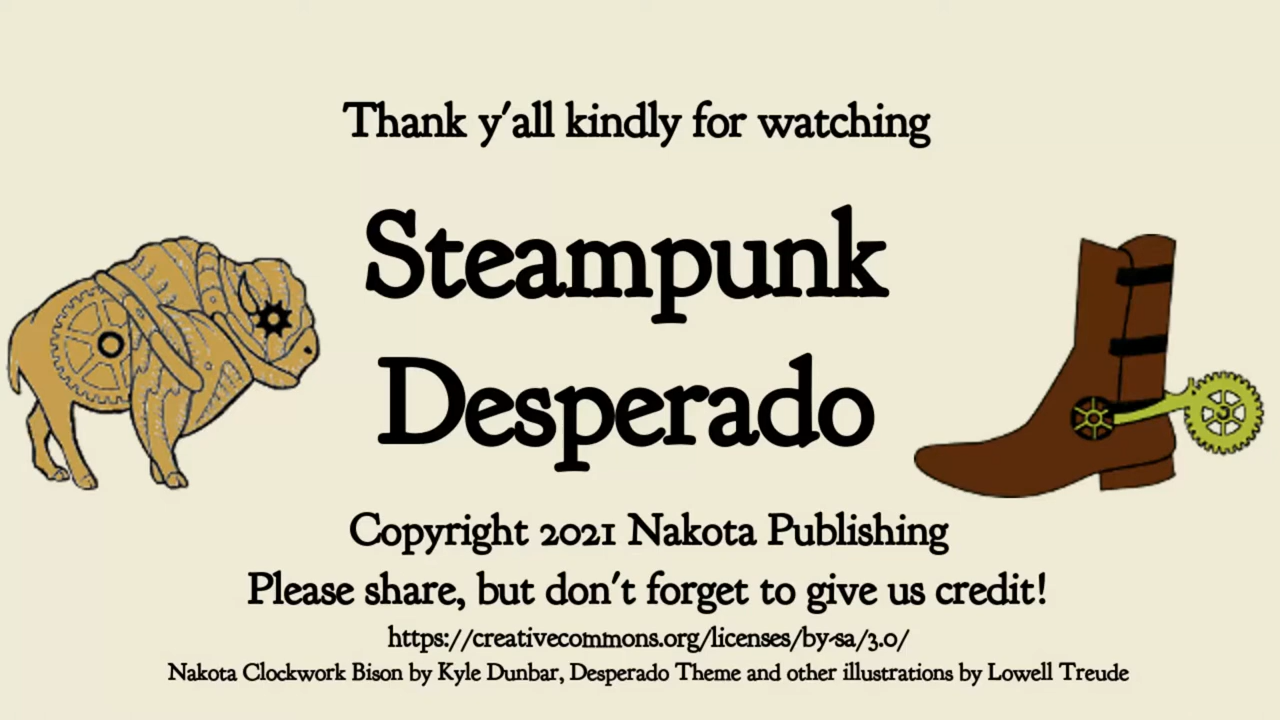 Thank y'all kindly for watching
Steampunk
Desperado
Copyright 2021 Nakota Publishing
Please share, but don't forget to give us credit!
https://creativecommons.org/licenses/by-sa/3.0/
Nakota Clockwork Bison by Kyle Dunbar, Desperado Theme and other illustrations by Lowell Treude